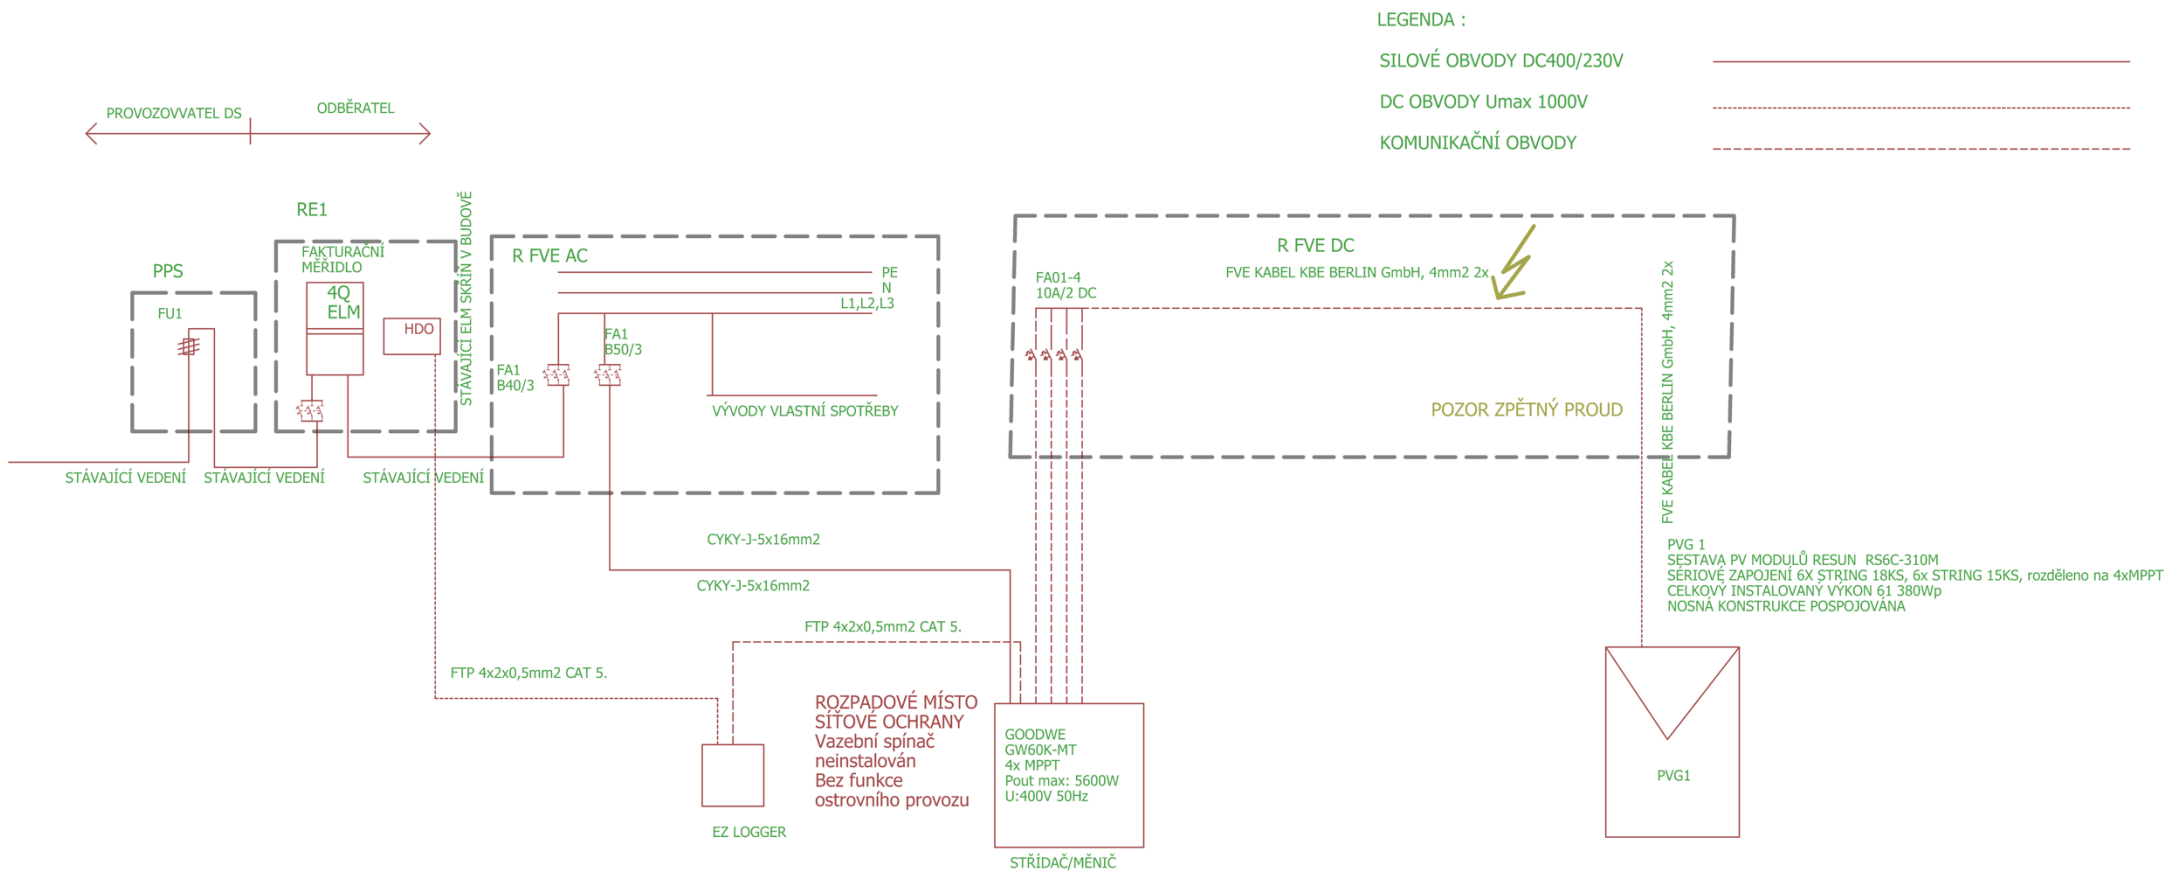 LEGENDA :
SILOVÉ OBVODY DC400/230V
DC OBVODY Umax 1000V
KOMUNIKAČNÍ OBVODY
PROVOZOVVATEL DS
ODBĚRATEL
PPS
FU1
RE1
FAKTURAČNÍ
MĚŘIDLO
4Q
ELM
HDO
STÁVAJÍCÍ ELM SKŘÍN V BUDOVĚ
STÁVAJÍCÍ VEDENÍ
STÁVAJÍCÍ VEDENÍ
STÁVAJÍCÍ VEDENÍ
R FVE AC
PE
N
L1,L2,L3
FA1
B40/3
FA1
B50/3
VÝVODY VLASTNÍ SPOTŘEBY
R FVE DC
FVE KABEL KBE BERLIN GmbH, 4mm2 2x
FA01-4
10A/2 DC
POZOR ZPĚTNÝ PROUD
FVE KABEL KBE BERLIN GmbH, 4mm2 2x
CYKY-J-5x16mm2
CYKY-J-5x16mm2
PVG 1
SESTAVA PV MODULŮ RESUN RS6C-310M
SÉRIOVÉ ZAPOJENÍ 6X STRING 18KS, 6x STRING 15KS, rozděleno na 4xMPPT
CELKOVÝ INSTALOVANÝ VÝKON 61 380Wp
NOSNÁ KONSTRUKCE POSPOJOVÁNA
FTP 4x2x0,5mm2 CAT 5.
FTP 4x2x0,5mm2 CAT 5.
ROZPADOVÉ MÍSTO
SÍŤOVÉ OCHRANY
Vazební spínač
neinstalován
Bez funkce
ostrovního provozu
GOODWE
GW60K-MT
4x MPPT
Pout max: 5600W
U:400V 50Hz
STŘÍDAČ/MĚNIČ
EZ LOGGER
PVG1